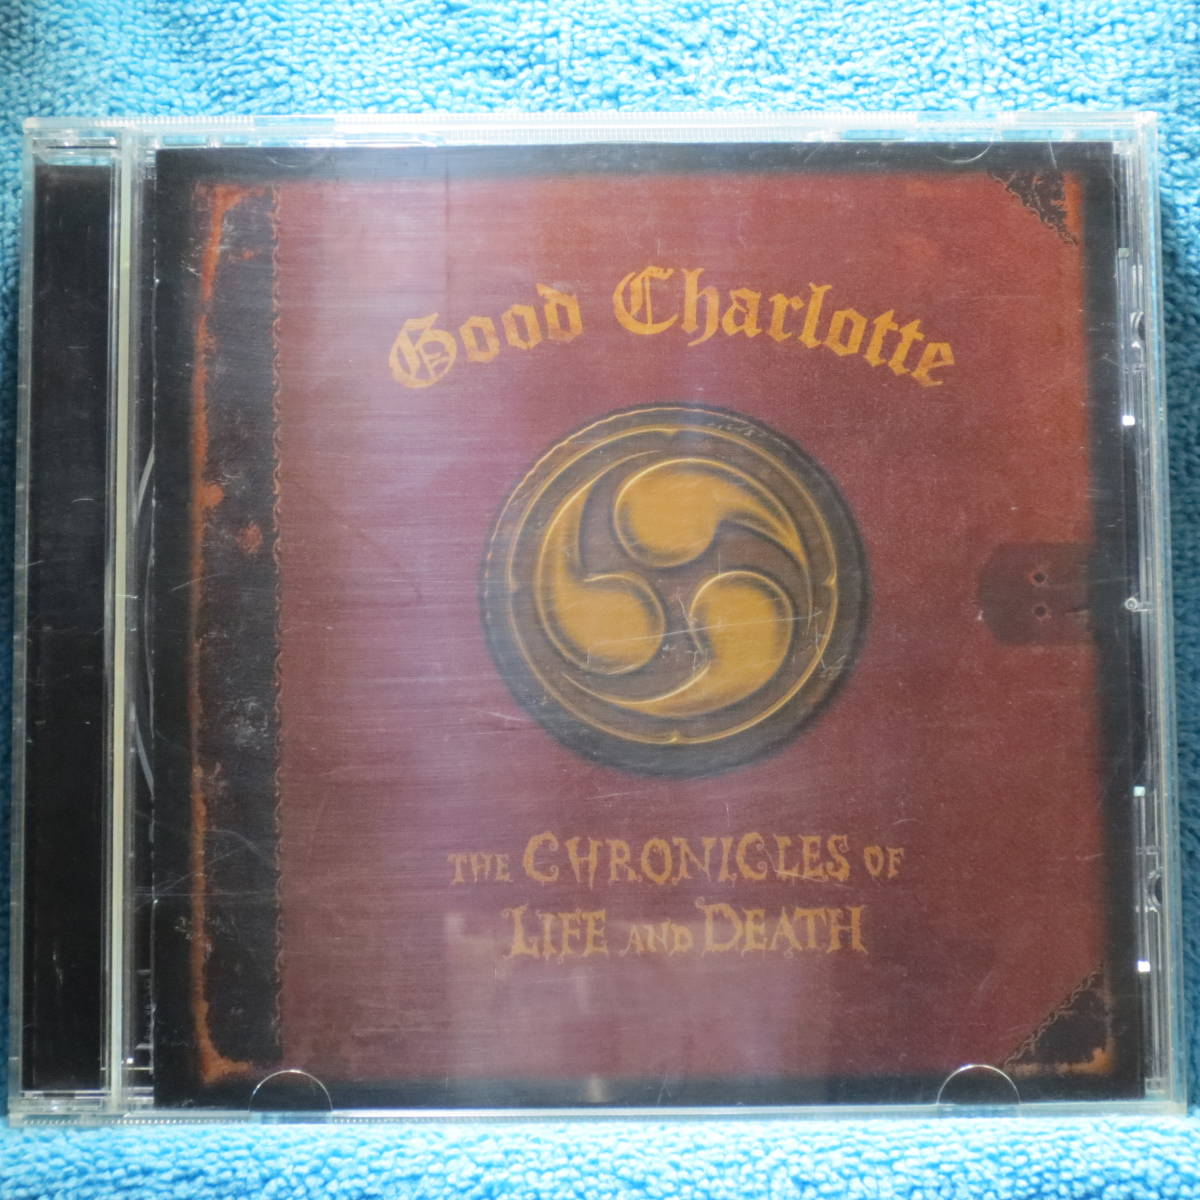 Good Charlotte
THE CHRONICLES OF
LIFE AND DEATH